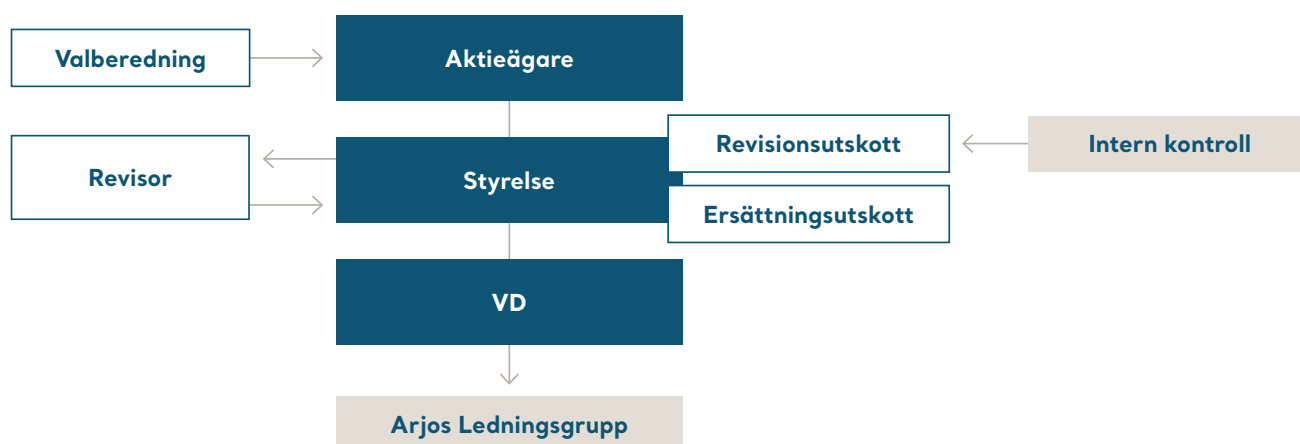 Valberedning
Aktieägare
Revisor
Styrelse
Revisionsutskott
Intern kontroll
Ersättningsutskott
VD
Arjos Ledningsgrupp